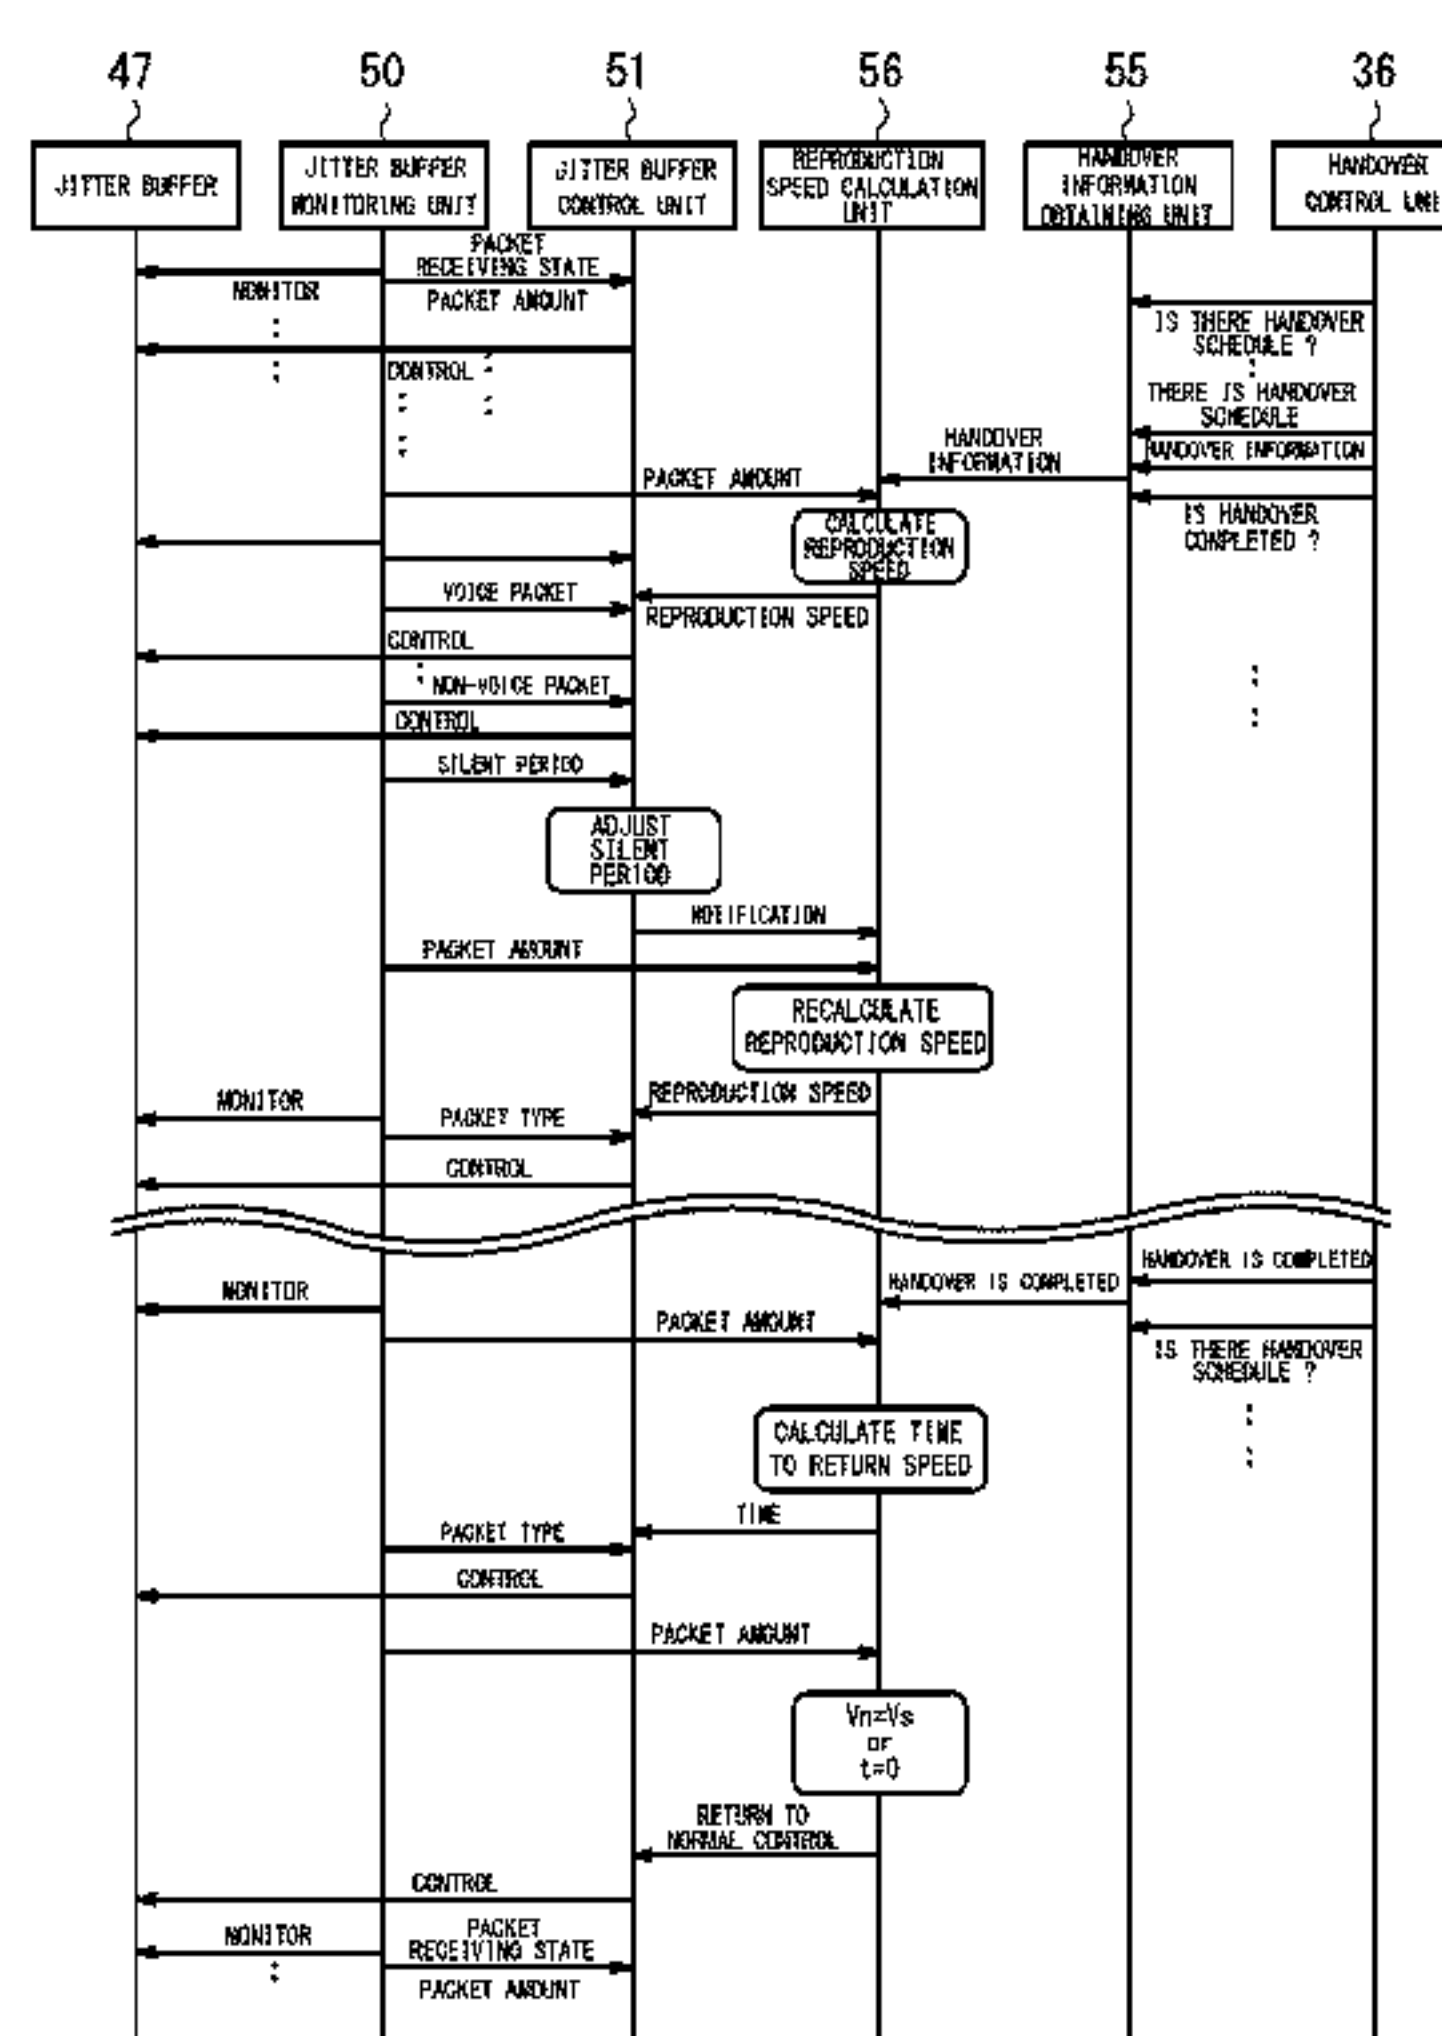 47
50
51
56
55
36
JITTER BUFFER
JITTER BUFFER
MONITORING UNIT
JITTER BUFFER
CONTROL UNIT
REPRODUCTION
SPEED CALCULATION
UNIT
HANDOVER
INFORMATION
OBTAINING UNIT
HANDOVER
CONTROL UNI
PACKET
RECEIVING STATE
MONITOR
PACKET AMOUNT
IS THERE HANDOVER
SCHEDULE ?
CONTROL
THERE IS HANDOVER
SCHEDULE
HANDOVER
INFORMATION
HANDOVER INFORMATION
PACKET AMOUNT
IS HANDOVER
COMPLETED ?
CALCULATE
REPRODUCTION
SPEED
VOICE PACKET
REPRODUCTION SPEED
CONTROL
NON-VOICE PACKET
CONTROL
SILENT PERIOD
ADJUST
SILENT
PERIOD
NOTIFICATION
PACKET AMOUNT
RECALCULATE
REPRODUCTION SPEED
REPRODUCTION SPEED
MONITOR
PACKET TYPE
CONTROL
HANDOVER IS COMPLETED
HANDOVER IS COMPLETED
MONITOR
PACKET AMOUNT
IS THERE HANDOVER
SCHEDULE ?
CALCULATE TIME
TO RETURN SPEED
TIME
PACKET TYPE
CONTROL
PACKET AMOUNT
Vn=Vs
or
t=0
RETURN TO
NORMAL CONTROL
CONTROL
MONITOR
PACKET
RECEIVING STATE
PACKET AMOUNT